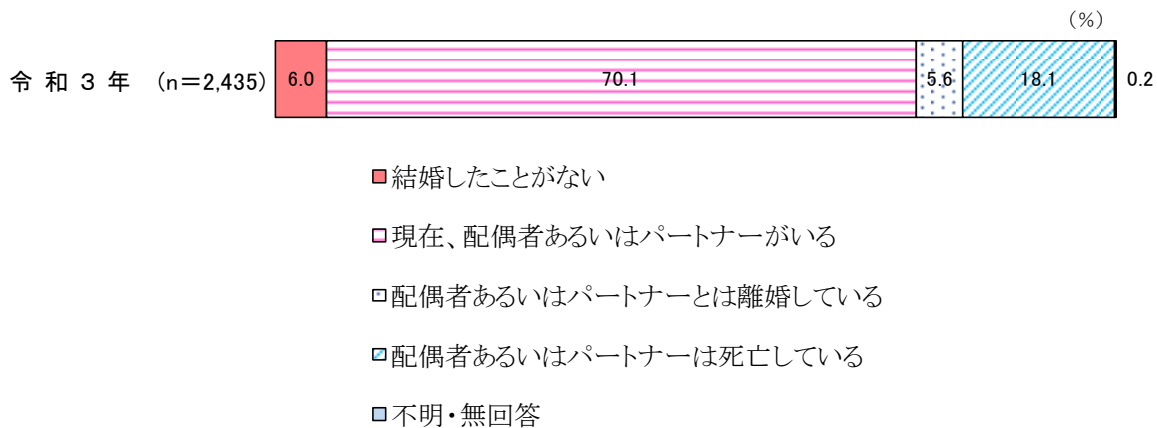 (%)
令和3年 (n=2,435) 6.0 70.1 5.6 18.1 0.2
結婚したことがない
現在、配偶者あるいはパートナーがいる
配偶者あるいはパートナーとは離婚している
配偶者あるいはパートナーは死亡している
不明・無回答